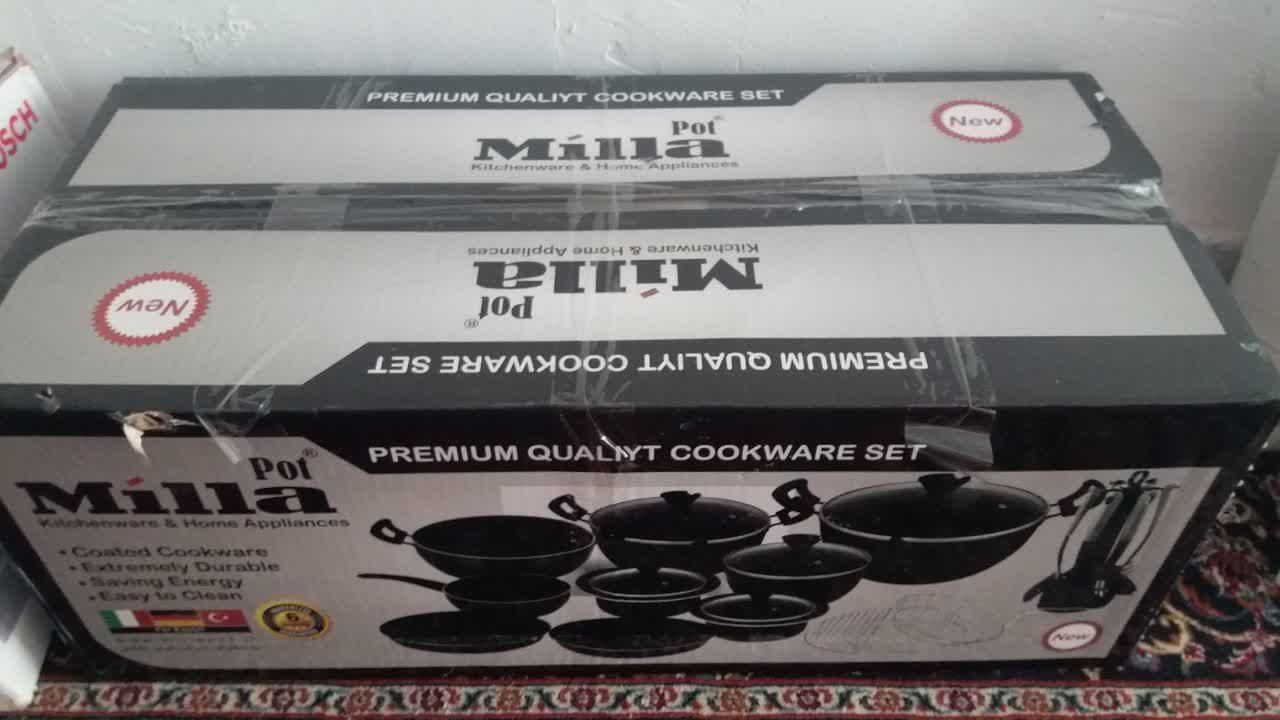 OSCH
PREMIUM QUALIYT COOKWARE SET
Pot
Milla
Kitchenware & Home Appliances
New
Kitchenware & Home Appliances
Milla
Pot®
New
PREMIUM QUALIYT COOKWARE SET
PREMIUM QUALIYT COOKWARE SET
Pot®
Milla
Kitchenware & Home Appliances
• Coated Cookware
• Extremely Durable
• Saving Energy
• Easy to Clean
New